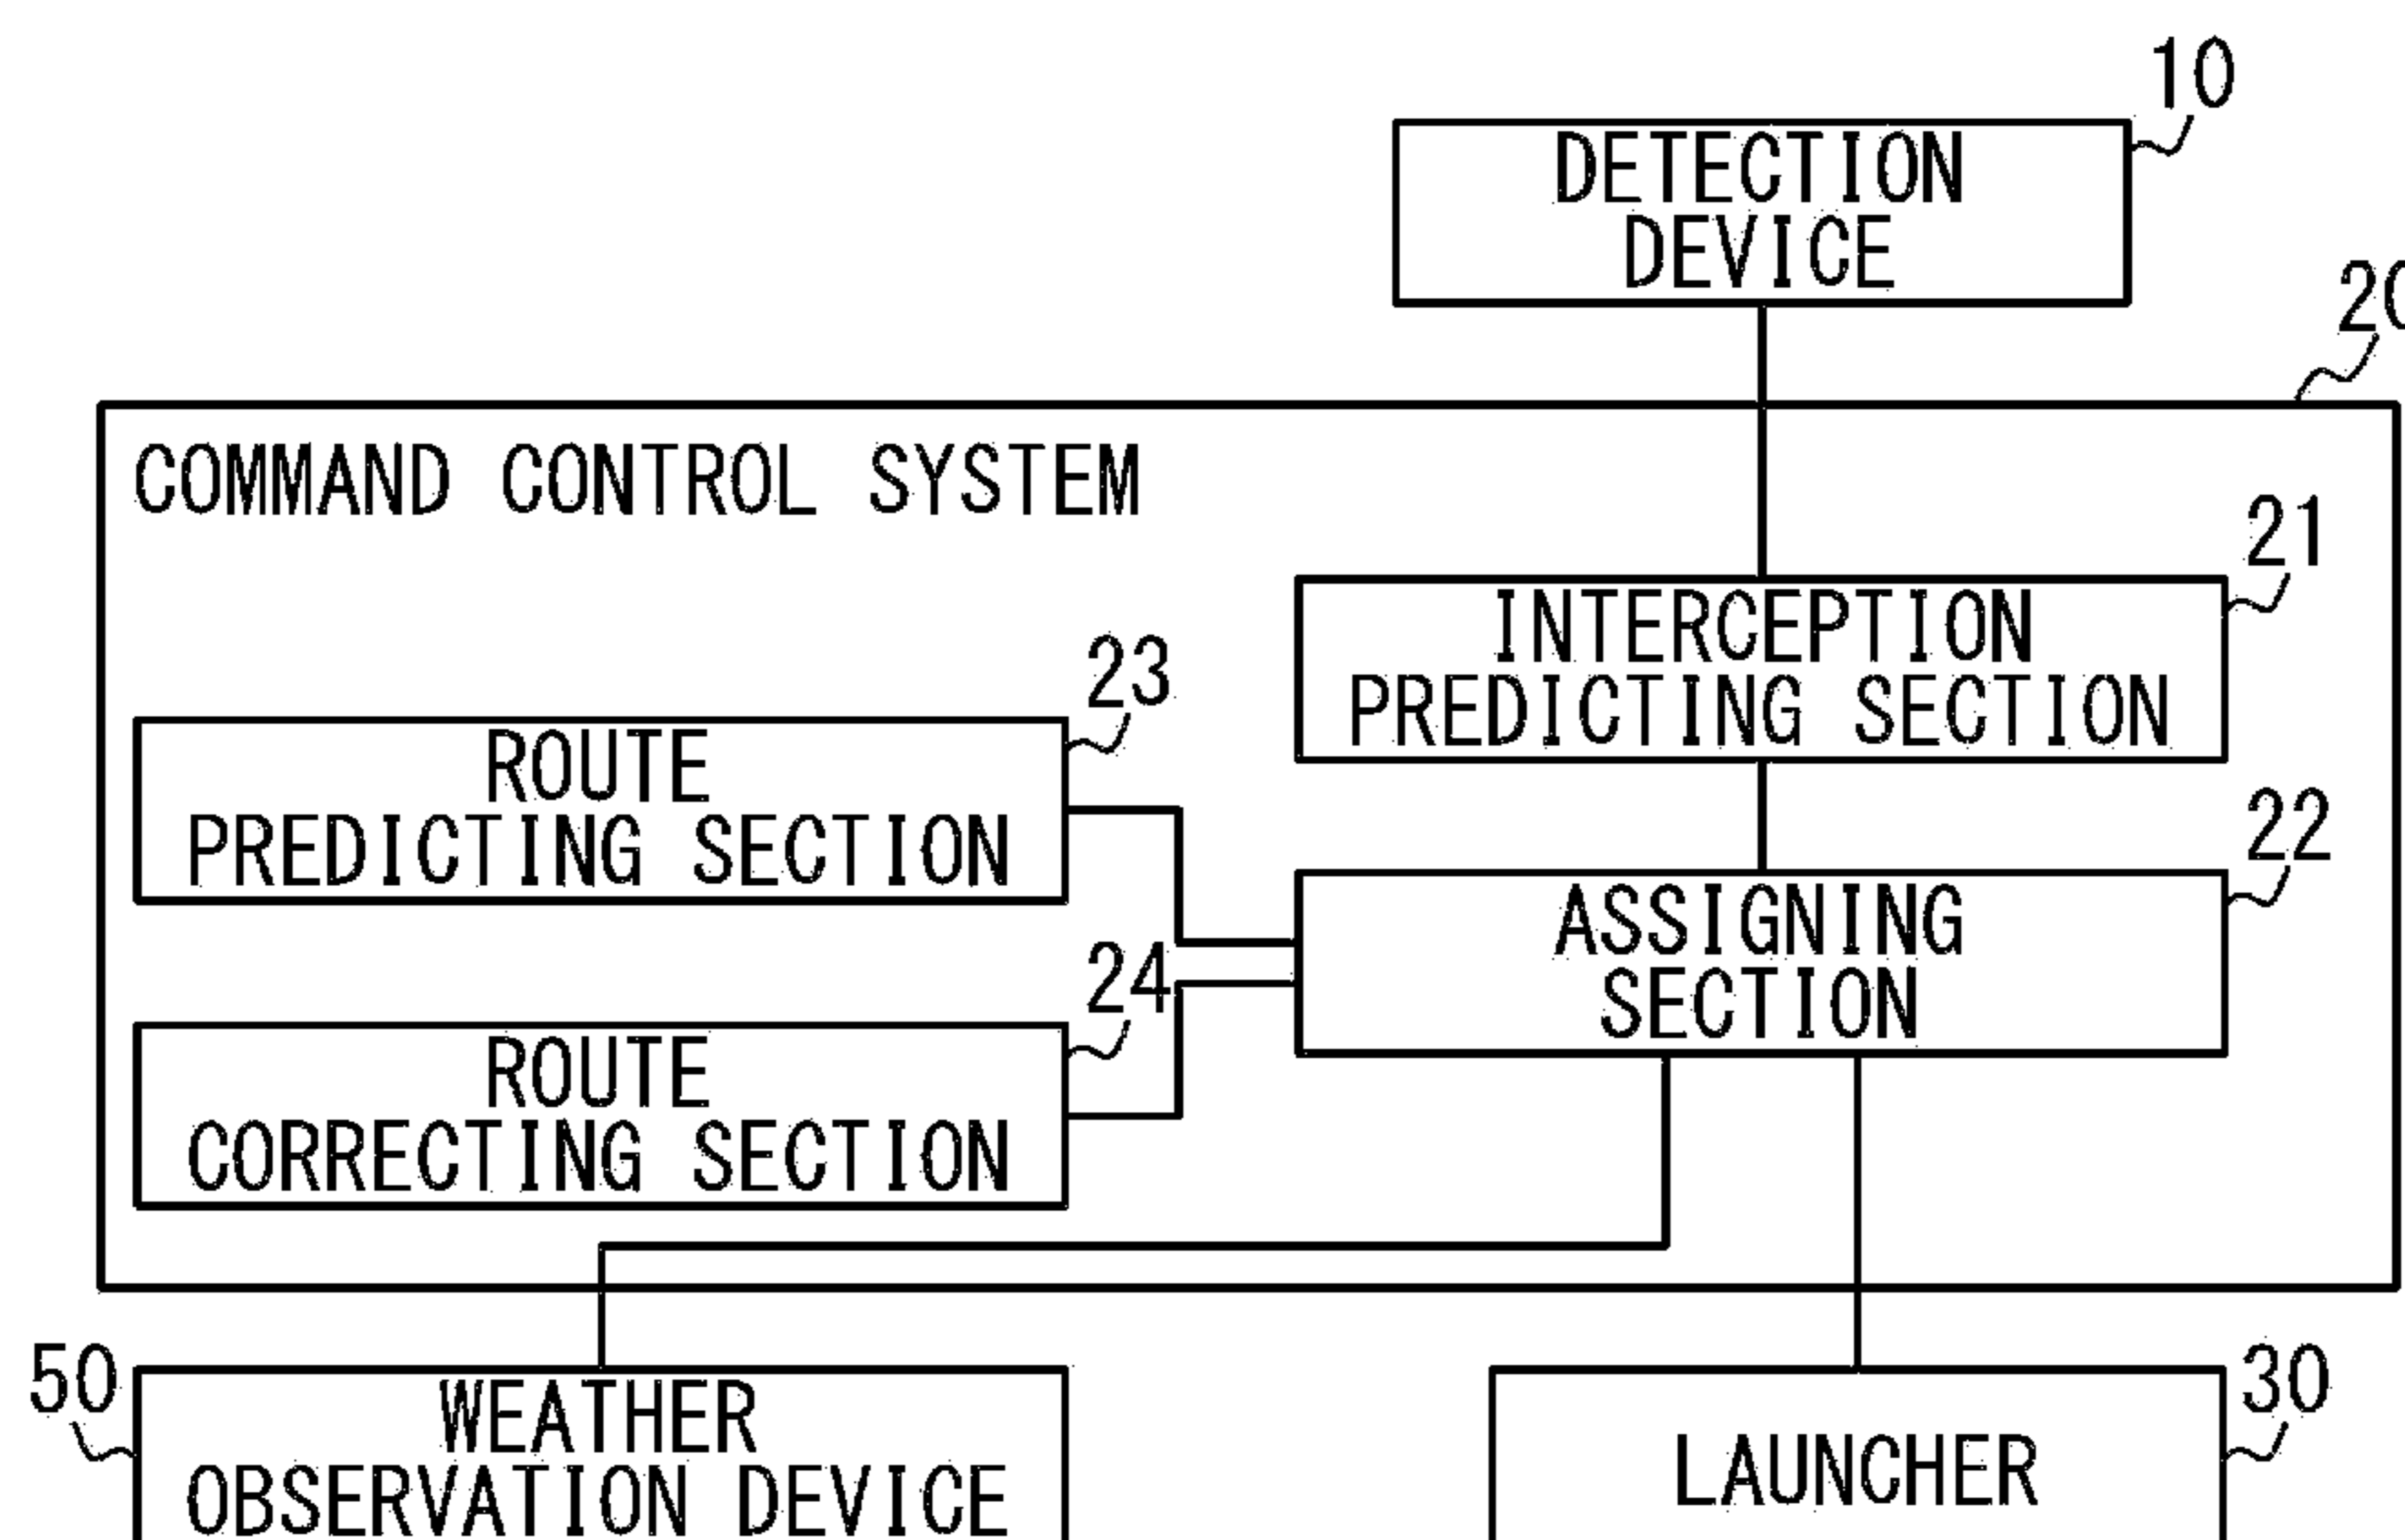 10
DETECTION
DEVICE
20
COMMAND CONTROL SYSTEM
21
INTERCEPTION
PREDICTING SECTION
23
ROUTE
PREDICTING SECTION
22
ASSIGNING
SECTION
24
ROUTE
CORRECTING SECTION
50
WEATHER
OBSERVATION DEVICE
30
LAUNCHER